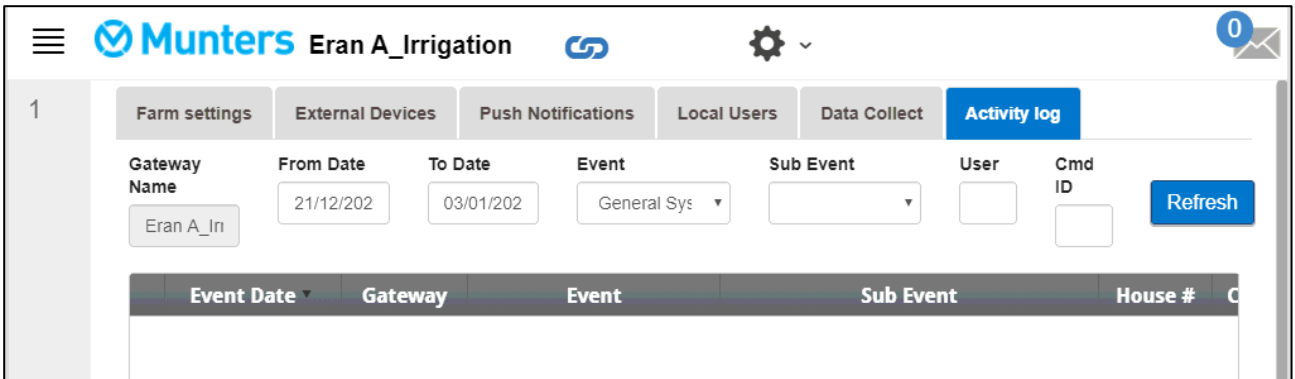 Munters Eran A_Irrigation 0
1
Farm settings External Devices Push Notifications Local Users Data Collect Activity log
Gateway Name From Date To Date Event Sub Event User Cmd ID
Eran A_Irr 21/12/202 03/01/202 General Sys Refresh
Event Date Gateway Event Sub Event House #